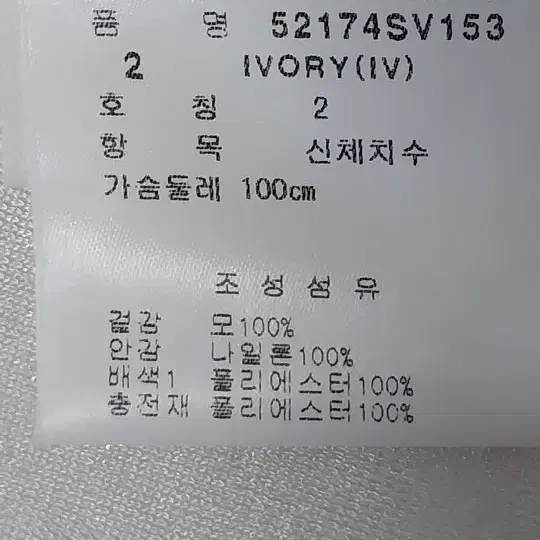 품 명 52174SV153
2 IVORY(IV)
호 칭 2
항 목 신체치수
가슴둘레 100cm
조성섬유
겉감 모100%
안감 나일론100%
배색1 폴리에스터100%
충전재 폴리에스터100%